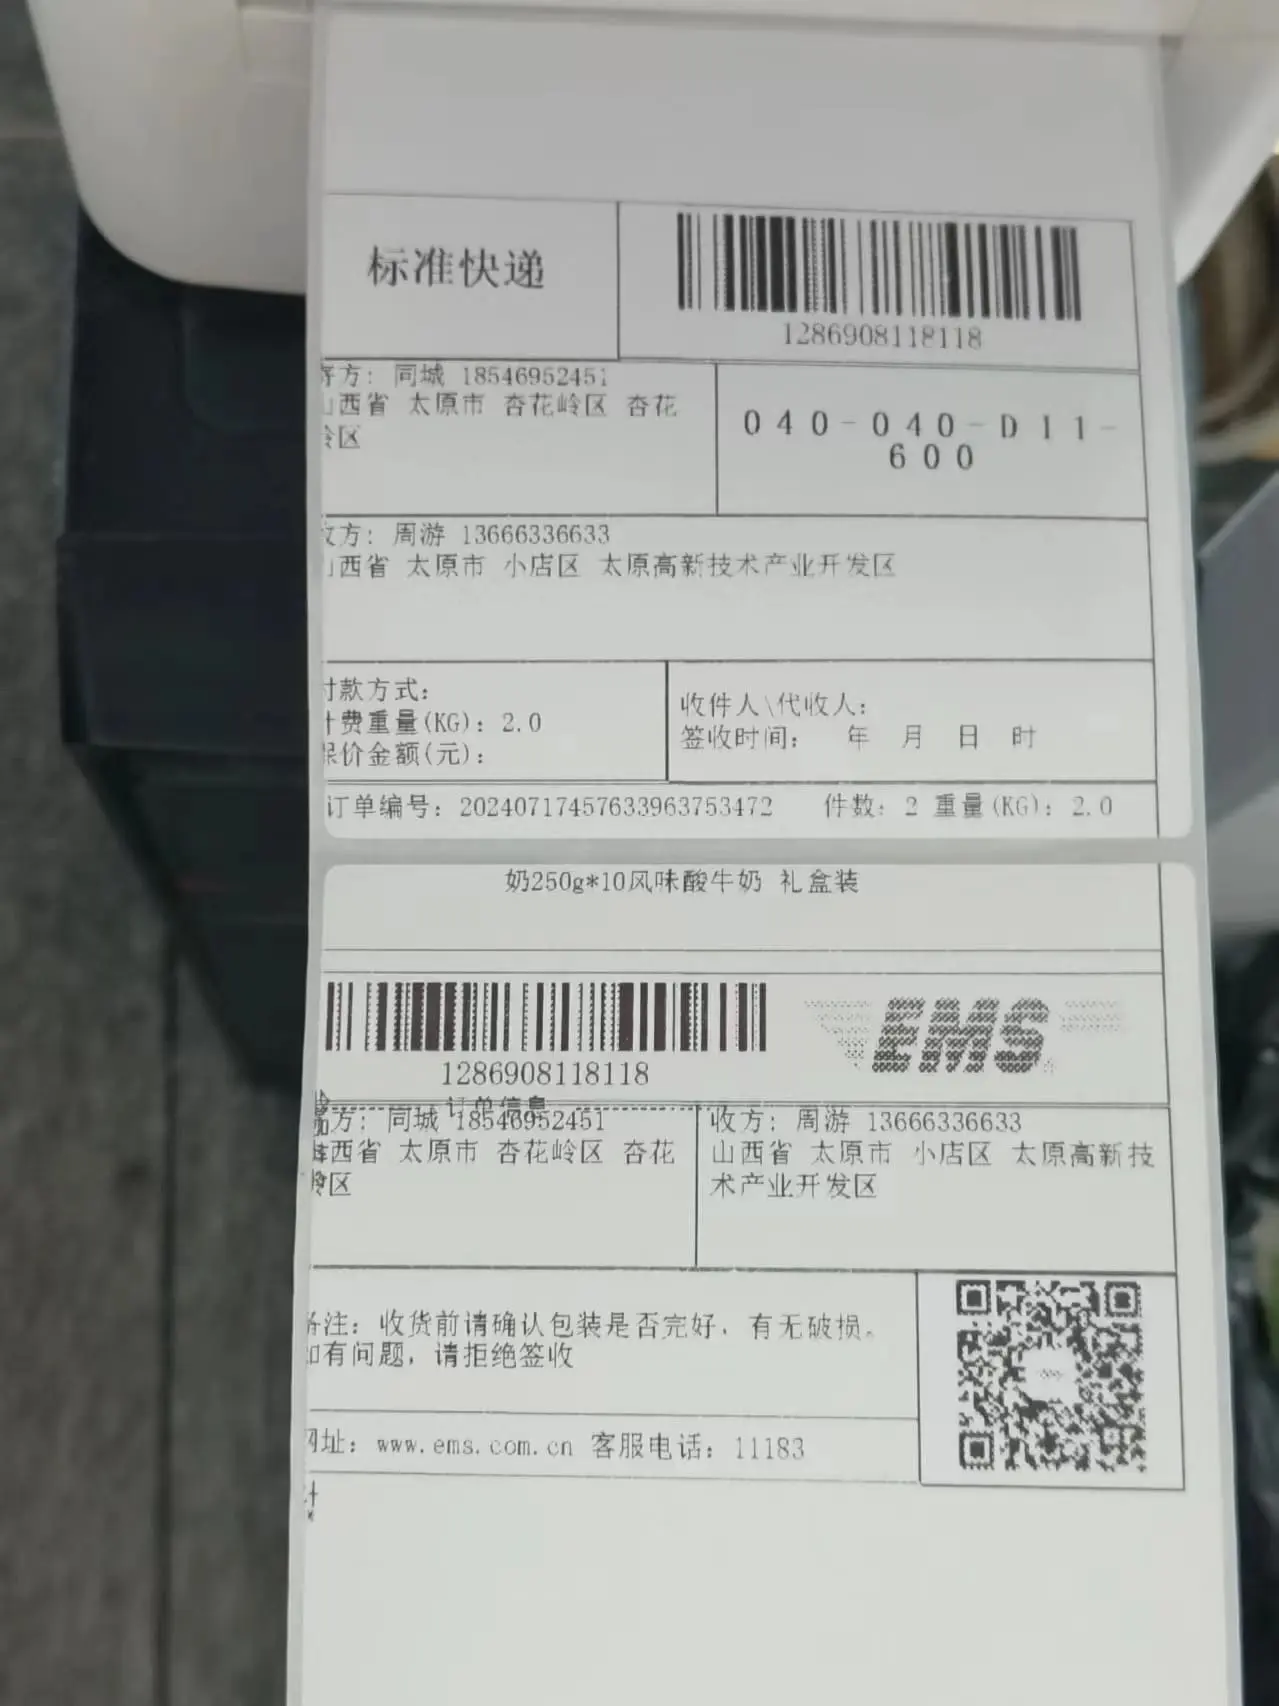 标准快递
1286908118118
寄方: 同城 18546952451
山西省 太原市 杏花岭区 杏花
岭区
040-040-D11-
600
收方: 周游 13666336633
山西省 太原市 小店区 太原高新技术产业开发区
付款方式:
计费重量(KG): 2.0
保价金额(元):
收件人\代收人:
签收时间: 年 月 日 时
订单编号: 20240717457633963753472 件数: 2 重量(KG): 2.0
奶250g*10风味酸牛奶 礼盒装
1286908118118
EMS
订单信息
寄方: 同城 18546952451
山西省 太原市 杏花岭区 杏花
岭区
收方: 周游 13666336633
山西省 太原市 小店区 太原高新技
术产业开发区
备注: 收货前请确认包装是否完好, 有无破损。
如有问题, 请拒绝签收
网址: www.ems.com.cn 客服电话: 11183